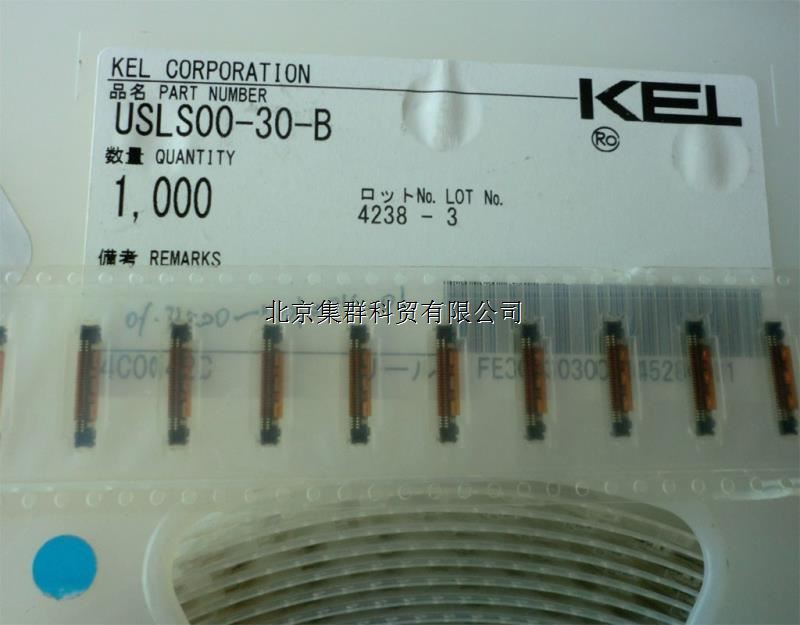 KEL CORPORATION
品名 PART NUMBER
KEL
USLS00-30-B
Ro
数量 QUANTITY
1,000
ロットNo. LOT No.
4238 - 3
備考 REMARKS
北京集群科贸有限公司